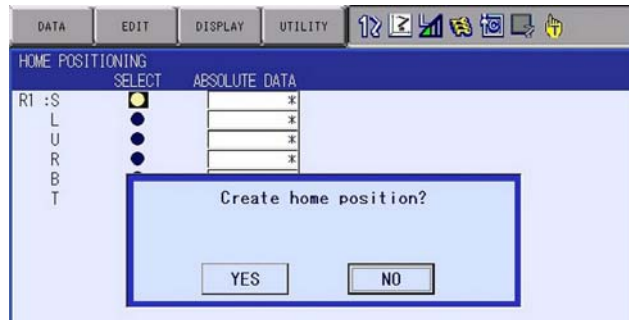 DATA EDIT DISPLAY UTILITY
HOME POSITIONING
SELECT ABSOLUTE DATA
R1 :S *
L *
U *
R *
B
T
Create home position?
YES NO